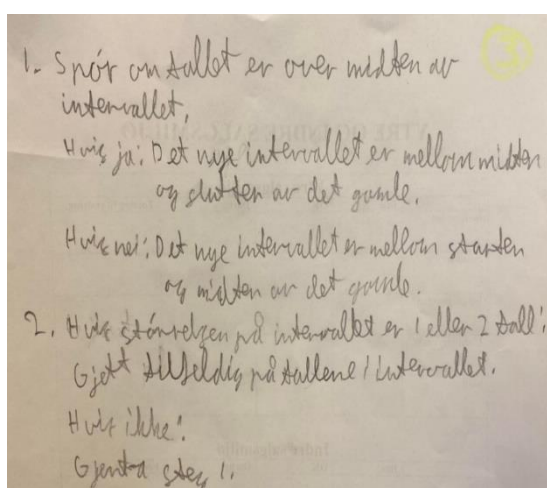 1. Spør om tallet er over midten av
intervallet,
Hvis ja: Det nye intervallet er mellom midten
og slutten av det gamle.
Hvis nei: Det nye intervallet er mellom starten
og midten av det gamle.
2. Hvis størrelsen på intervallet er 1 eller 2 tall:
Gjett tilfeldig på tallene i intervallet.
Hvis ikke:
Gjenta steg 1.
3